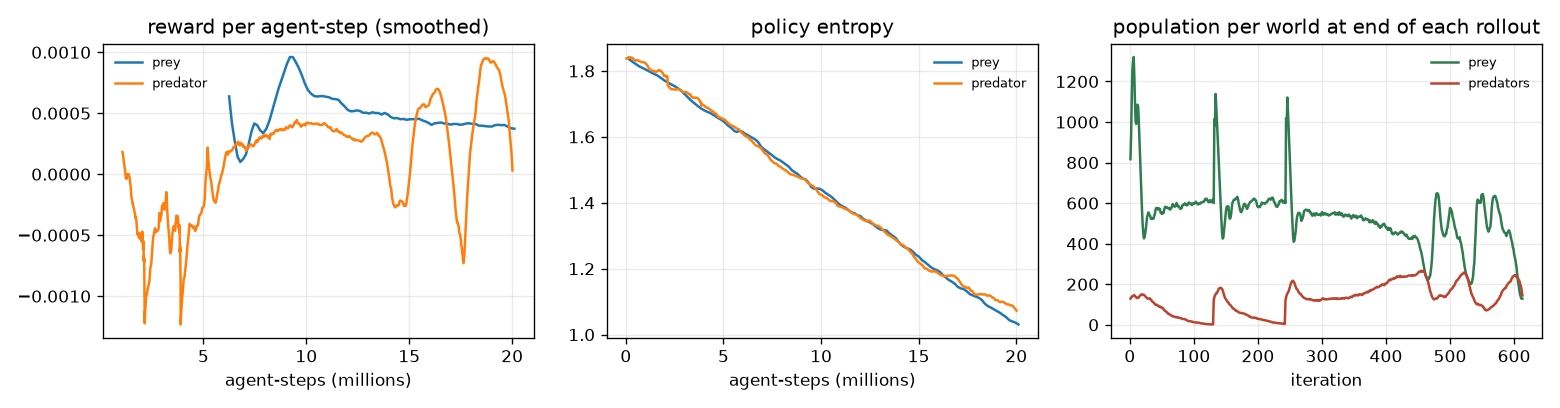 reward per agent-step (smoothed)
0.0010
0.0005
0.0000
−0.0005
−0.0010
prey
predator
5
10
15
20
agent-steps (millions)
policy entropy
1.8
1.6
1.4
1.2
1.0
prey
predator
0
5
10
15
20
agent-steps (millions)
population per world at end of each rollout
1200
1000
800
600
400
200
0
prey
predators
0
100
200
300
400
500
600
iteration